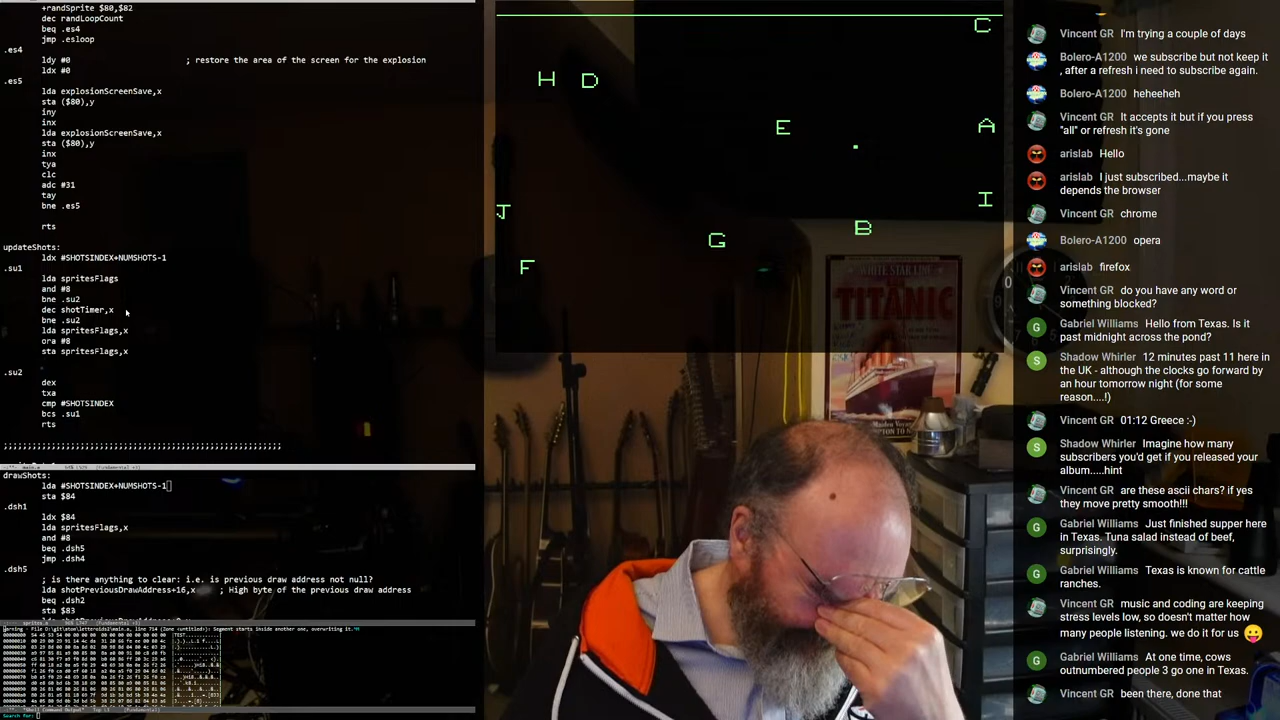 +randSprite $80,$82
dec randLoopCount
beq .es4
jmp .esloop
.es4
ldy #0 ; restore the area of the screen for the explosion
ldx #0
.es5
lda explosionScreenSave,x
sta ($80),y
iny
inx
lda explosionScreenSave,x
sta ($80),y
inx
tya
clc
adc #31
tay
bne .es5
rts
updateShots:
ldx #SHOTSINDEX+NUMSHOTS-1
.su1
lda spritesFlags
and #8
bne .su2
dec shotTimer,x
bne .su2
lda spritesFlags,x
ora #8
sta spritesFlags,x
.su2
dex
txa
cmp #SHOTSINDEX
bcs .su1
rts
drawShots:
lda #SHOTSINDEX+NUMSHOTS-1
sta $84
.dsh1
ldx $84
lda spritesFlags,x
and #8
beq .dsh5
jmp .dsh4
.dsh5
; is there anything to clear: i.e. is previous draw address not null?
lda shotPreviousDrawAddress+16,x ; High byte of the previous draw address
beq .dsh2
sta $83
Search for:
C
H D
E
A
I
J
B
G
F
WHITE STAR LINE
TITANIC
Vincent GR I'm trying a couple of days
Bolero-A1200 we subscribe but not keep it
, after a refresh i need to subscribe again.
Bolero-A1200 heheeheh
Vincent GR It accepts it but if you press
"all" or refresh it's gone
arislab Hello
arislab I just subscribed...maybe it
depends the browser
Vincent GR chrome
Bolero-A1200 opera
arislab firefox
Vincent GR do you have any word or
something blocked?
G Gabriel Williams Hello from Texas. Is it
past midnight across the pond?
S Shadow Whirler 12 minutes past 11 here in
the UK - although the clocks go forward by
an hour tomorrow night (for some
reason....!)
Vincent GR 01:12 Greece :-)
S Shadow Whirler Imagine how many
subscribers you'd get if you released your
album.....hint
Vincent GR are these ascii chars? if yes
they move pretty smooth!!!
G Gabriel Williams Just finished supper here
in Texas. Tuna salad instead of beef,
surprisingly.
G Gabriel Williams Texas is known for cattle
ranches.
Vincent GR music and coding are keeping
stress levels low, so doesn't matter how
many people listening. we do it for us 😛
G Gabriel Williams At one time, cows
outnumbered people 3 go one in Texas.
Vincent GR been there, done that